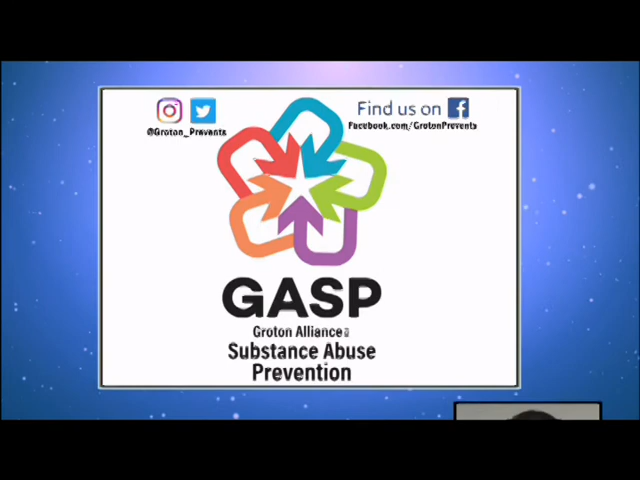 Find us on
@Groton_Prevents
Facebook.com/GrotonPrevents
GASP
Groton Alliance
Substance Abuse
Prevention